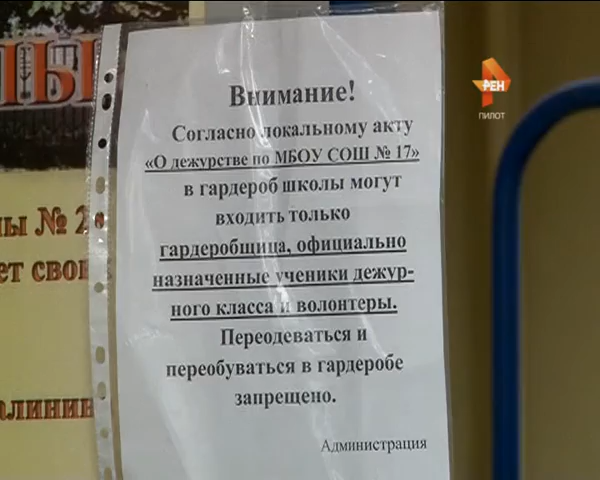 Внимание!
Согласно локальному акту
«О дежурстве по МБОУ СОШ № 17»
в гардероб школы могут
входить только
гардеробщица, официально
назначенные ученики дежур-
ного класса и волонтеры.
Переодеваться и
переобуваться в гардеробе
запрещено.
Администрация
РЕН
ПИЛОТ